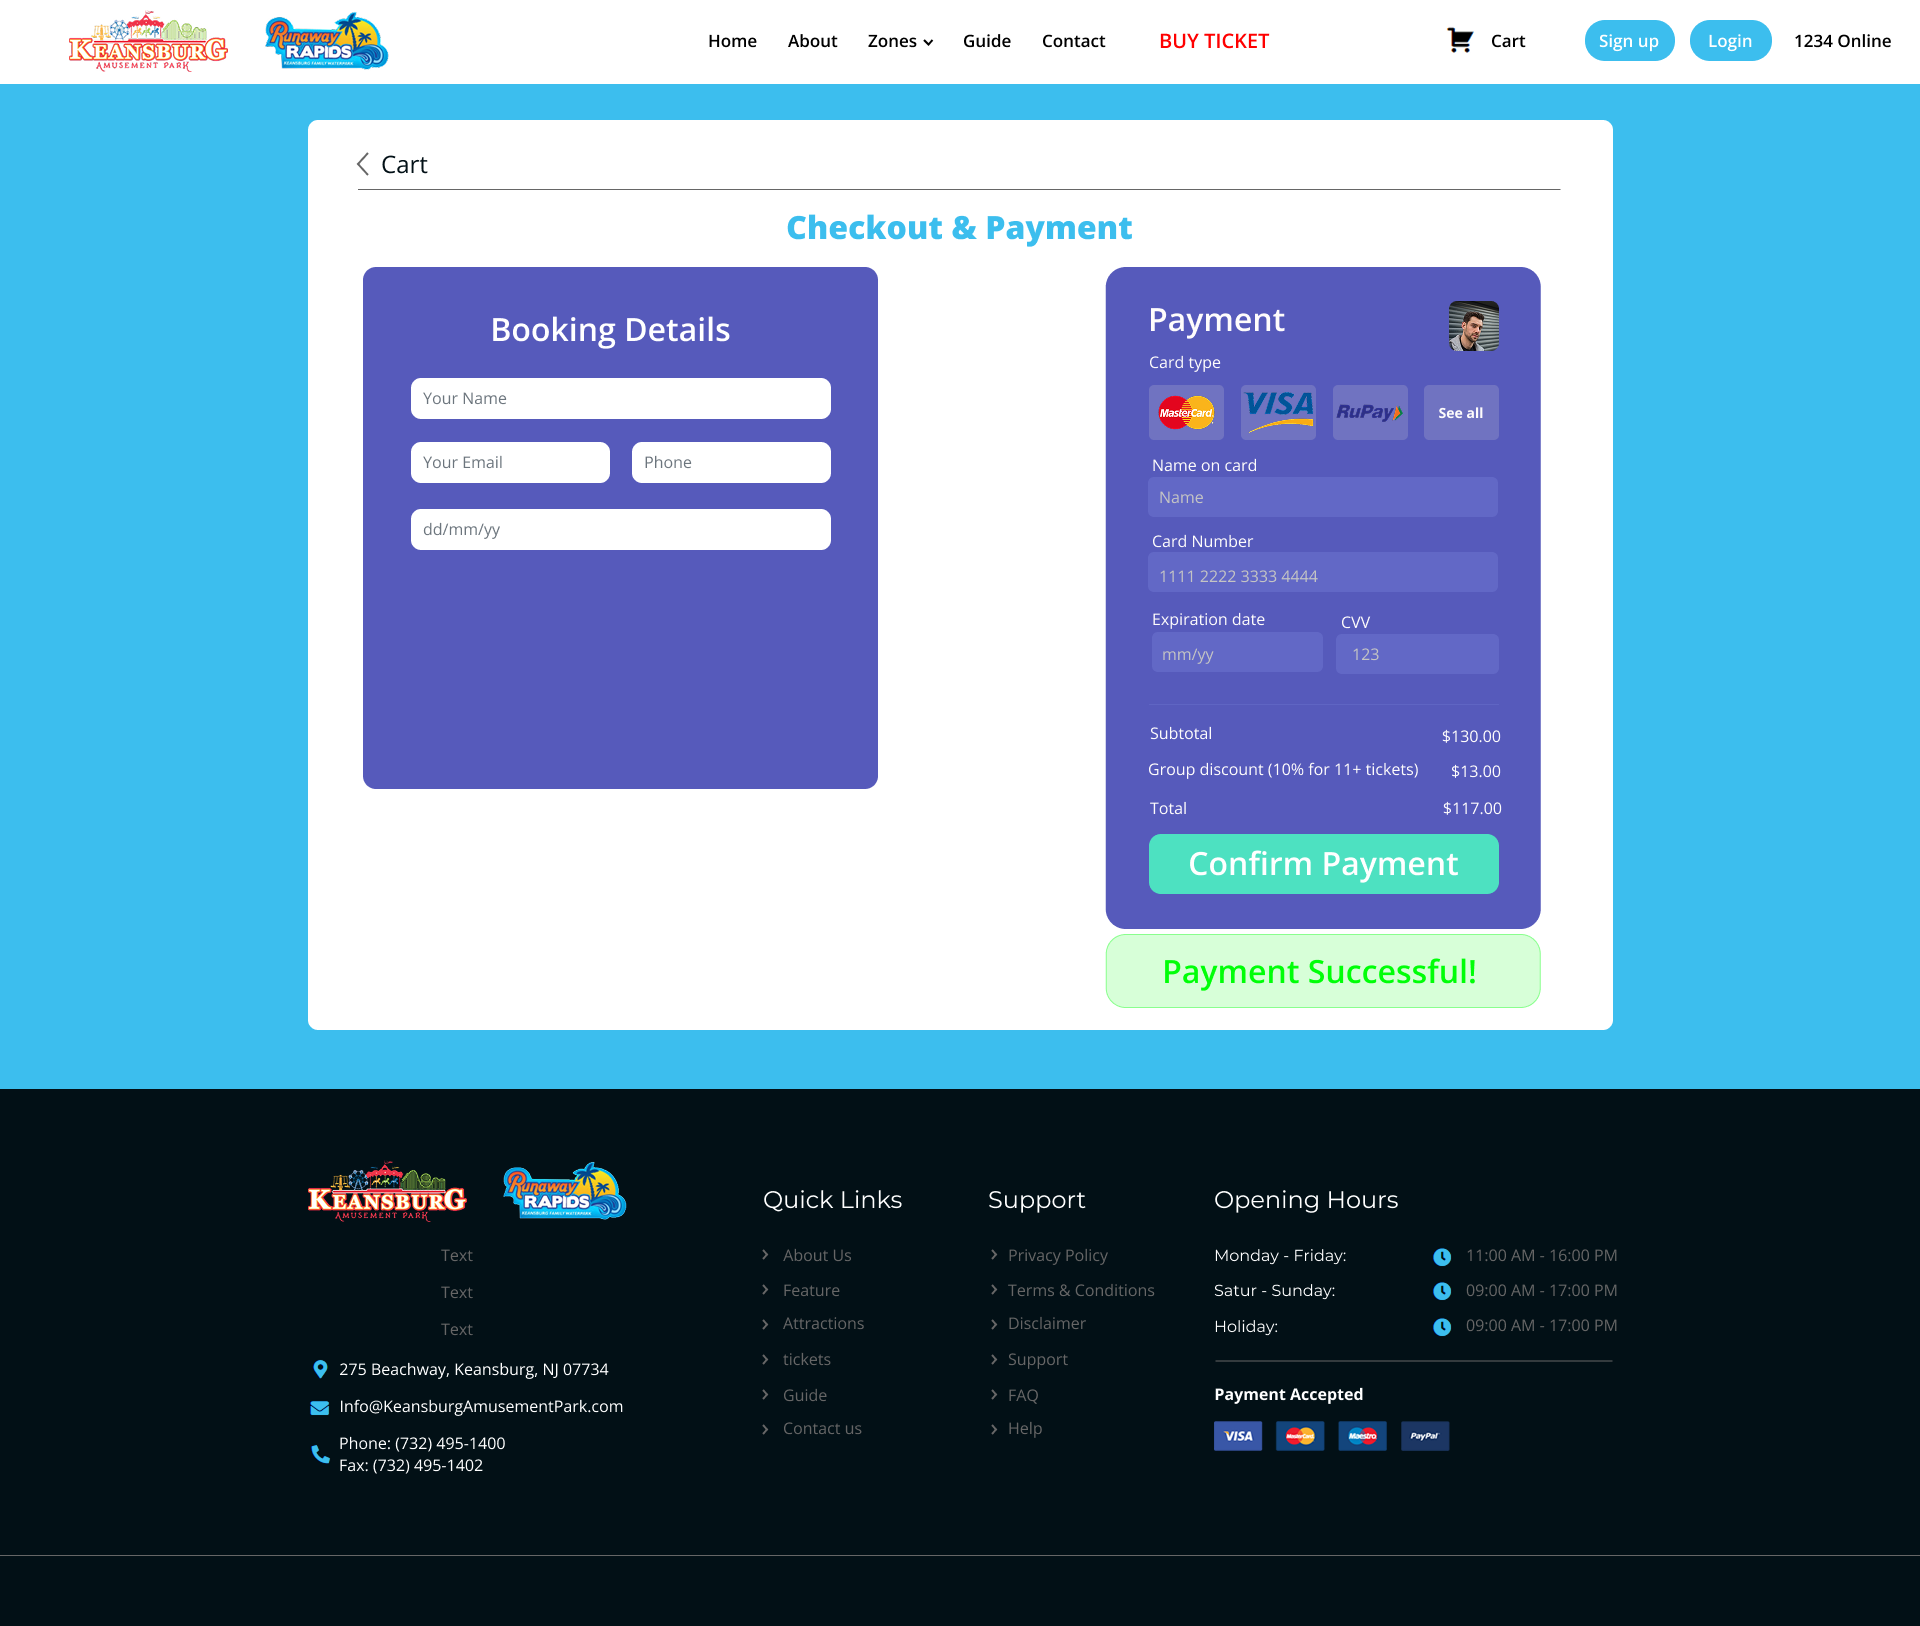 KEANSBURG
AMUSEMENT PARK
Runaway
RAPIDS
KEANSBURG FAMILY WATERPARK
Home
About
Zones
Guide
Contact
BUY TICKET
Cart
Sign up
Login
1234 Online
Cart
Checkout & Payment
Booking Details
Your Name
Your Email
Phone
dd/mm/yy
Payment
Card type
MasterCard
VISA
RuPay
See all
Name on card
Name
Card Number
1111 2222 3333 4444
Expiration date
CVV
mm/yy
123
Subtotal
$130.00
Group discount (10% for 11+ tickets)
$13.00
Total
$117.00
Confirm Payment
Payment Successful!
KEANSBURG
AMUSEMENT PARK
Runaway
RAPIDS
KEANSBURG FAMILY WATERPARK
Text
Text
Text
275 Beachway, Keansburg, NJ 07734
Info@KeansburgAmusementPark.com
Phone: (732) 495-1400
Fax: (732) 495-1402
Quick Links
About Us
Feature
Attractions
tickets
Guide
Contact us
Support
Privacy Policy
Terms & Conditions
Disclaimer
Support
FAQ
Help
Opening Hours
Monday - Friday:
11:00 AM - 16:00 PM
Satur - Sunday:
09:00 AM - 17:00 PM
Holiday:
09:00 AM - 17:00 PM
Payment Accepted
VISA
MasterCard
Maestro
PayPal